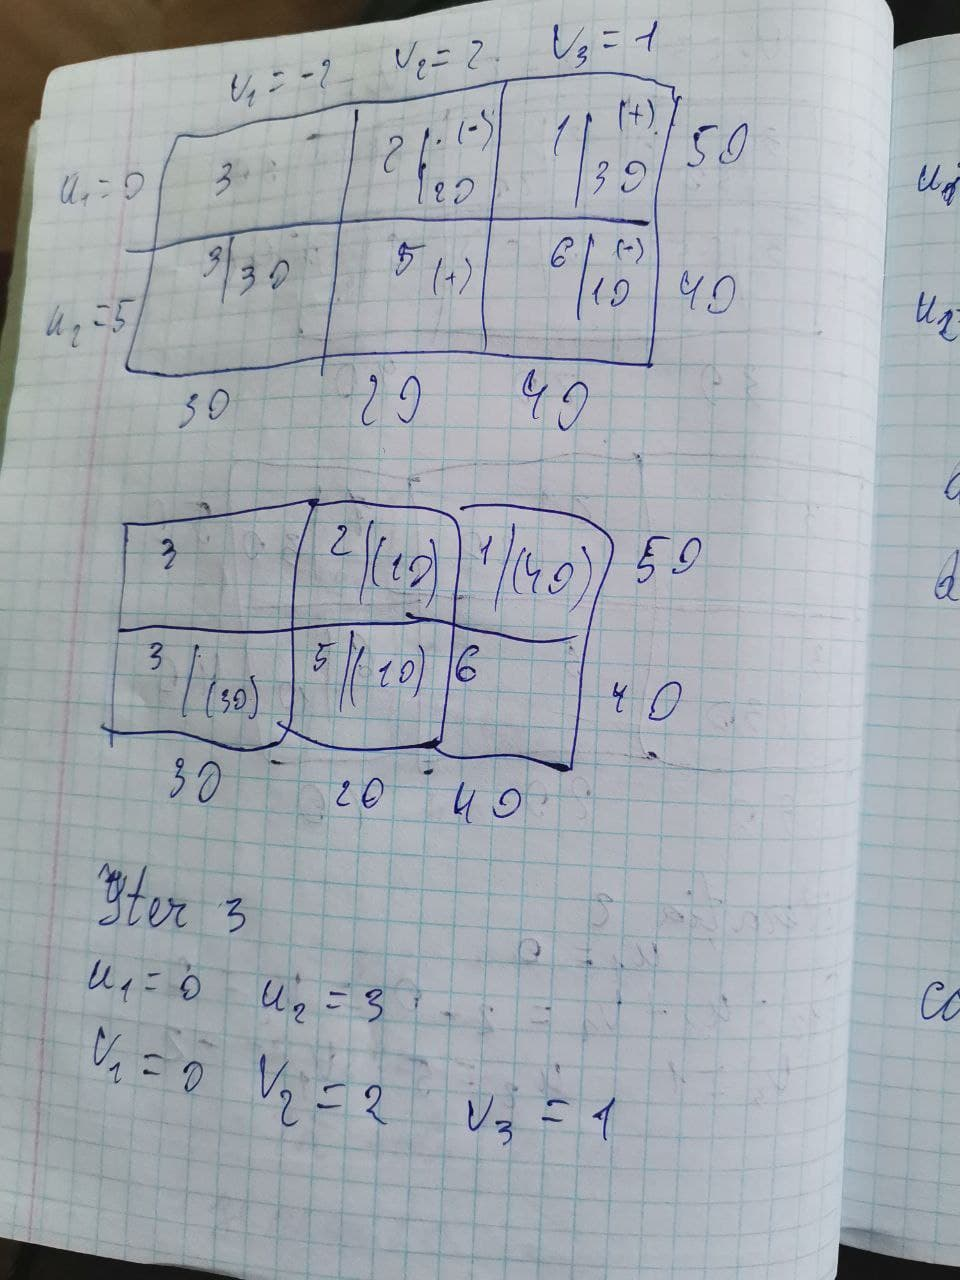 v₁ = -2 v₂ = 2 v₃ = 1
u₁ = 0 3 2 | (-) 20 1 | (+) 30 50
u₂ = 5 3 | 30 5 (+) 6 | (-) 10 40
30 20 40
3 2 | (10) 1 | (40) 50
3 | (30) 5 | (10) 6 40
30 20 40
Iter 3
u₁ = 0 u₂ = 3
v₁ = 0 v₂ = 2 v₃ = 1